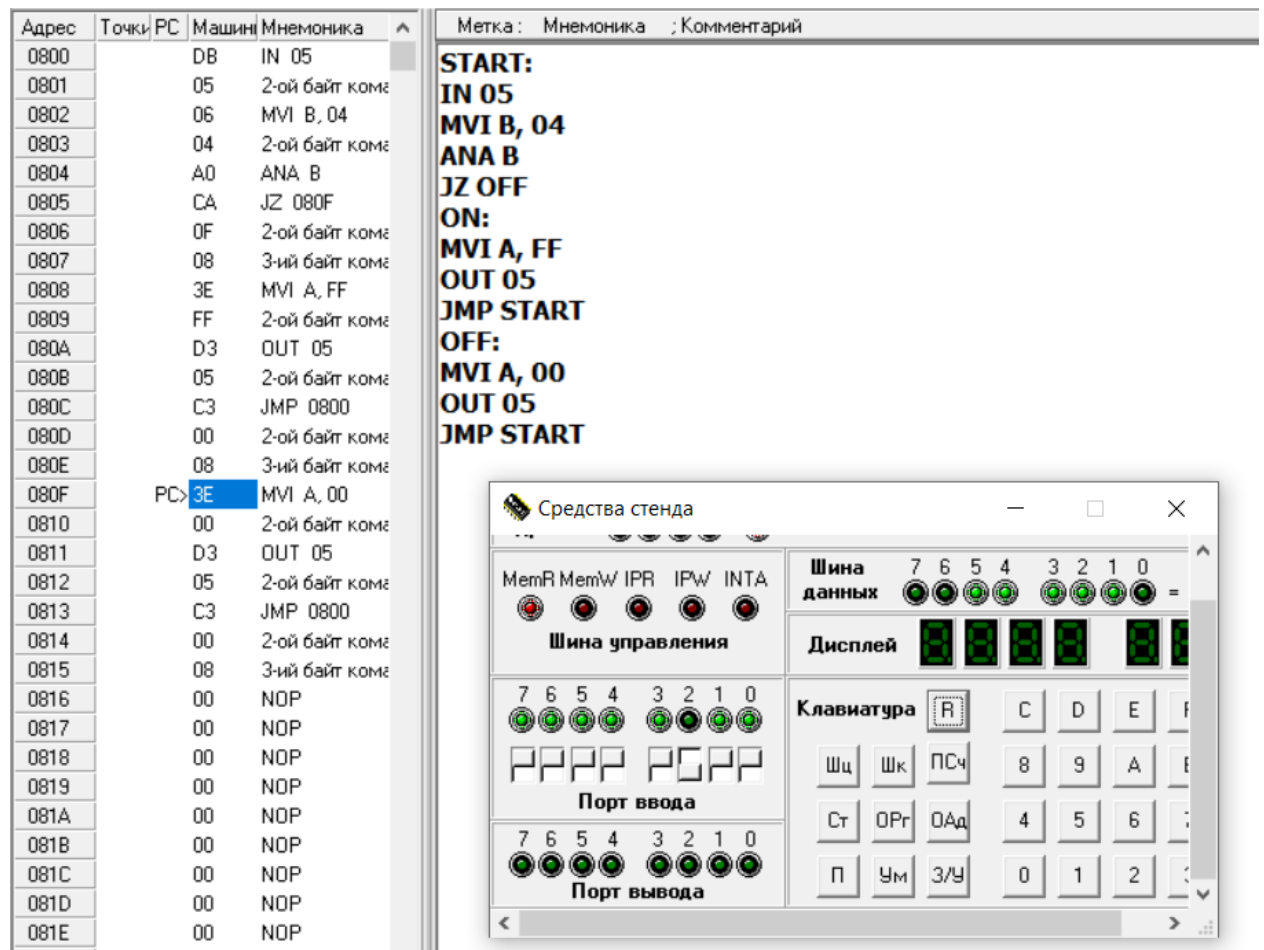 Адрес Точки PC Машинн Мнемоника
0800 DB IN 05
0801 05 2-ой байт кома
0802 06 MVI B, 04
0803 04 2-ой байт кома
0804 A0 ANA B
0805 CA JZ 080F
0806 0F 2-ой байт кома
0807 08 3-ий байт кома
0808 3E MVI A, FF
0809 FF 2-ой байт кома
080A D3 OUT 05
080B 05 2-ой байт кома
080C C3 JMP 0800
080D 00 2-ой байт кома
080E 08 3-ий байт кома
080F PC> 3E MVI A, 00
0810 00 2-ой байт кома
0811 D3 OUT 05
0812 05 2-ой байт кома
0813 C3 JMP 0800
0814 00 2-ой байт кома
0815 08 3-ий байт кома
0816 00 NOP
0817 00 NOP
0818 00 NOP
0819 00 NOP
081A 00 NOP
081B 00 NOP
081C 00 NOP
081D 00 NOP
081E 00 NOP
Метка : Мнемоника ; Комментарий
START:
IN 05
MVI B, 04
ANA B
JZ OFF
ON:
MVI A, FF
OUT 05
JMP START
OFF:
MVI A, 00
OUT 05
JMP START
Средства стенда
MemR MemW IPR IPW INTA
Шина управления
Шина данных 7 6 5 4 3 2 1 0 =
Дисплей
7 6 5 4 3 2 1 0
Порт ввода
7 6 5 4 3 2 1 0
Порт вывода
Клавиатура R C D E
Шц Шк ПСч 8 9 A
Ст ОРг ОАд 4 5 6
П Ум З/У 0 1 2